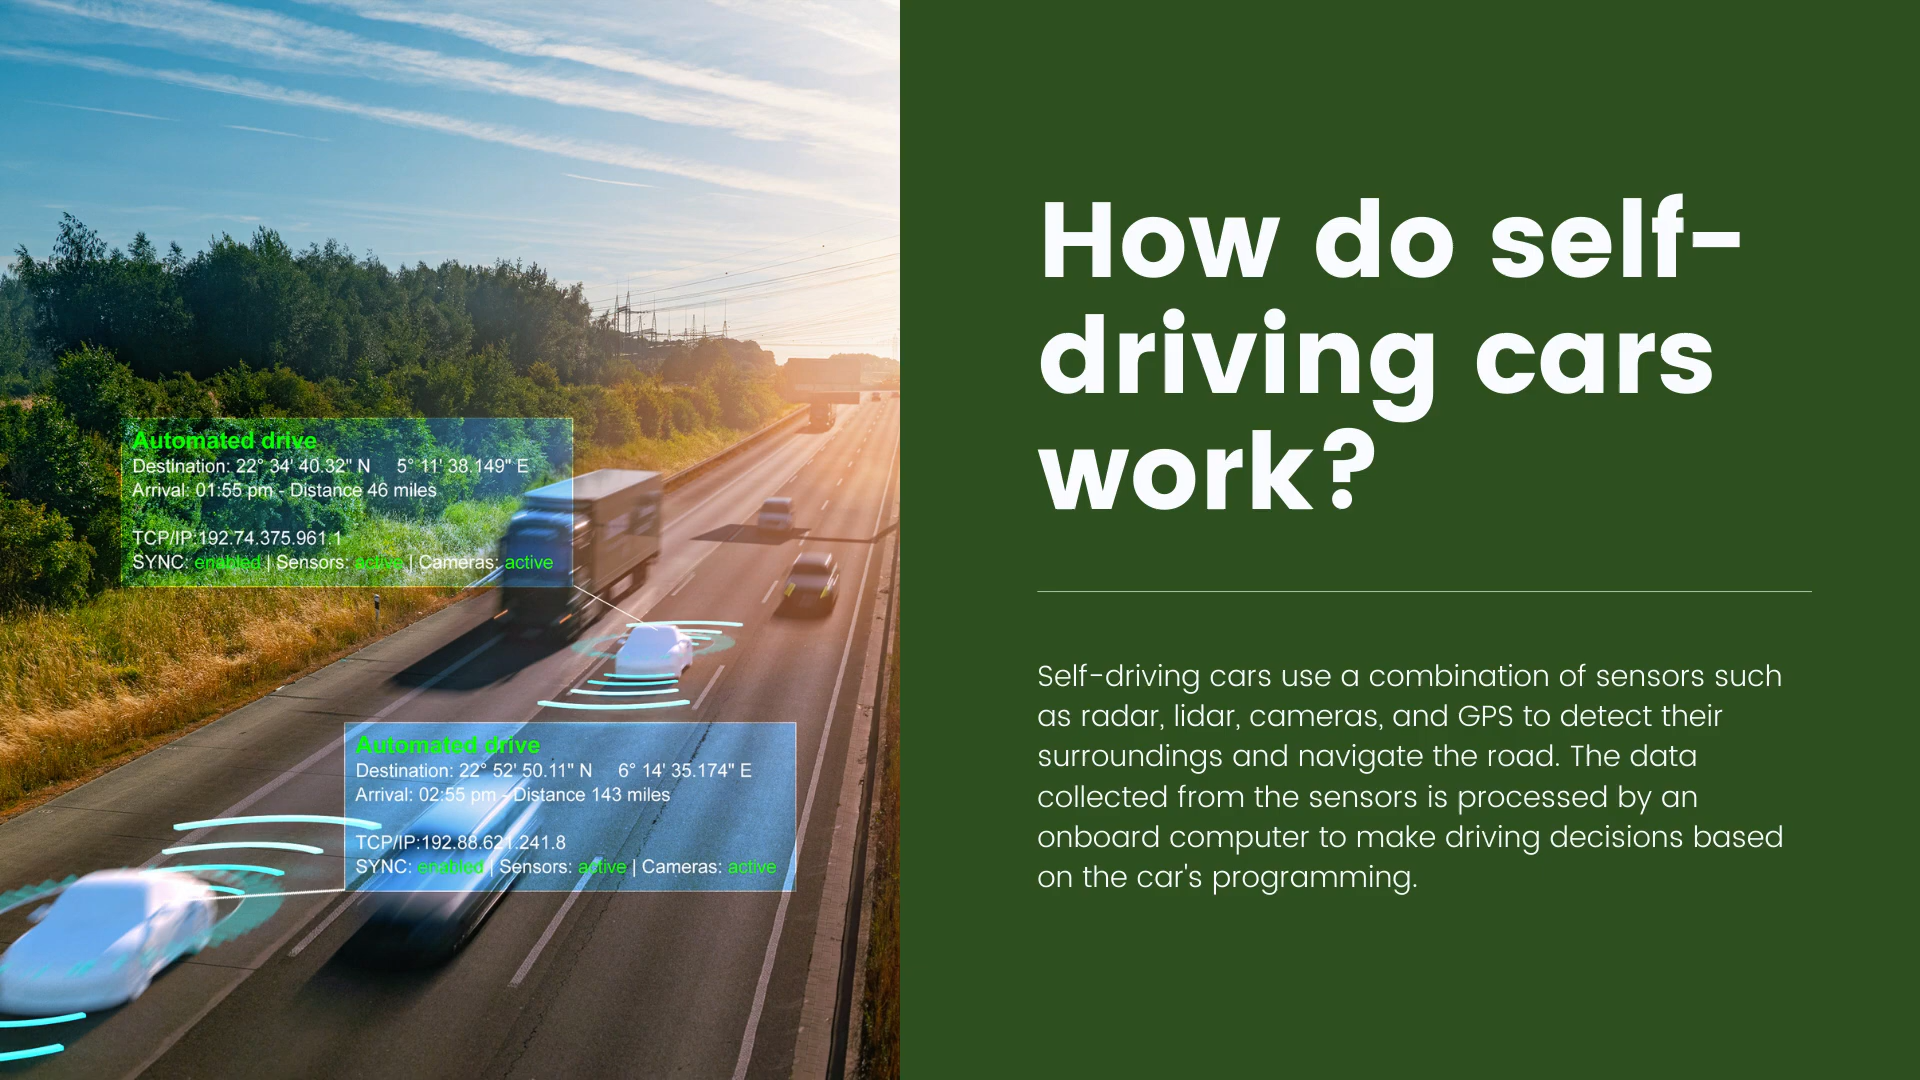 Automated drive
Destination: 22° 34' 40.32" N 5° 11' 38.149" E
Arrival: 01:55 pm - Distance 46 miles
TCP/IP:192.74.375.961.1
SYNC: enabled | Sensors: active | Cameras: active
Automated drive
Destination: 22° 52' 50.11" N 6° 14' 35.174" E
Arrival: 02:55 pm - Distance 143 miles
TCP/IP:192.88.621.241.8
SYNC: enabled | Sensors: active | Cameras: active
How do self-
driving cars
work?
Self-driving cars use a combination of sensors such
as radar, lidar, cameras, and GPS to detect their
surroundings and navigate the road. The data
collected from the sensors is processed by an
onboard computer to make driving decisions based
on the car's programming.